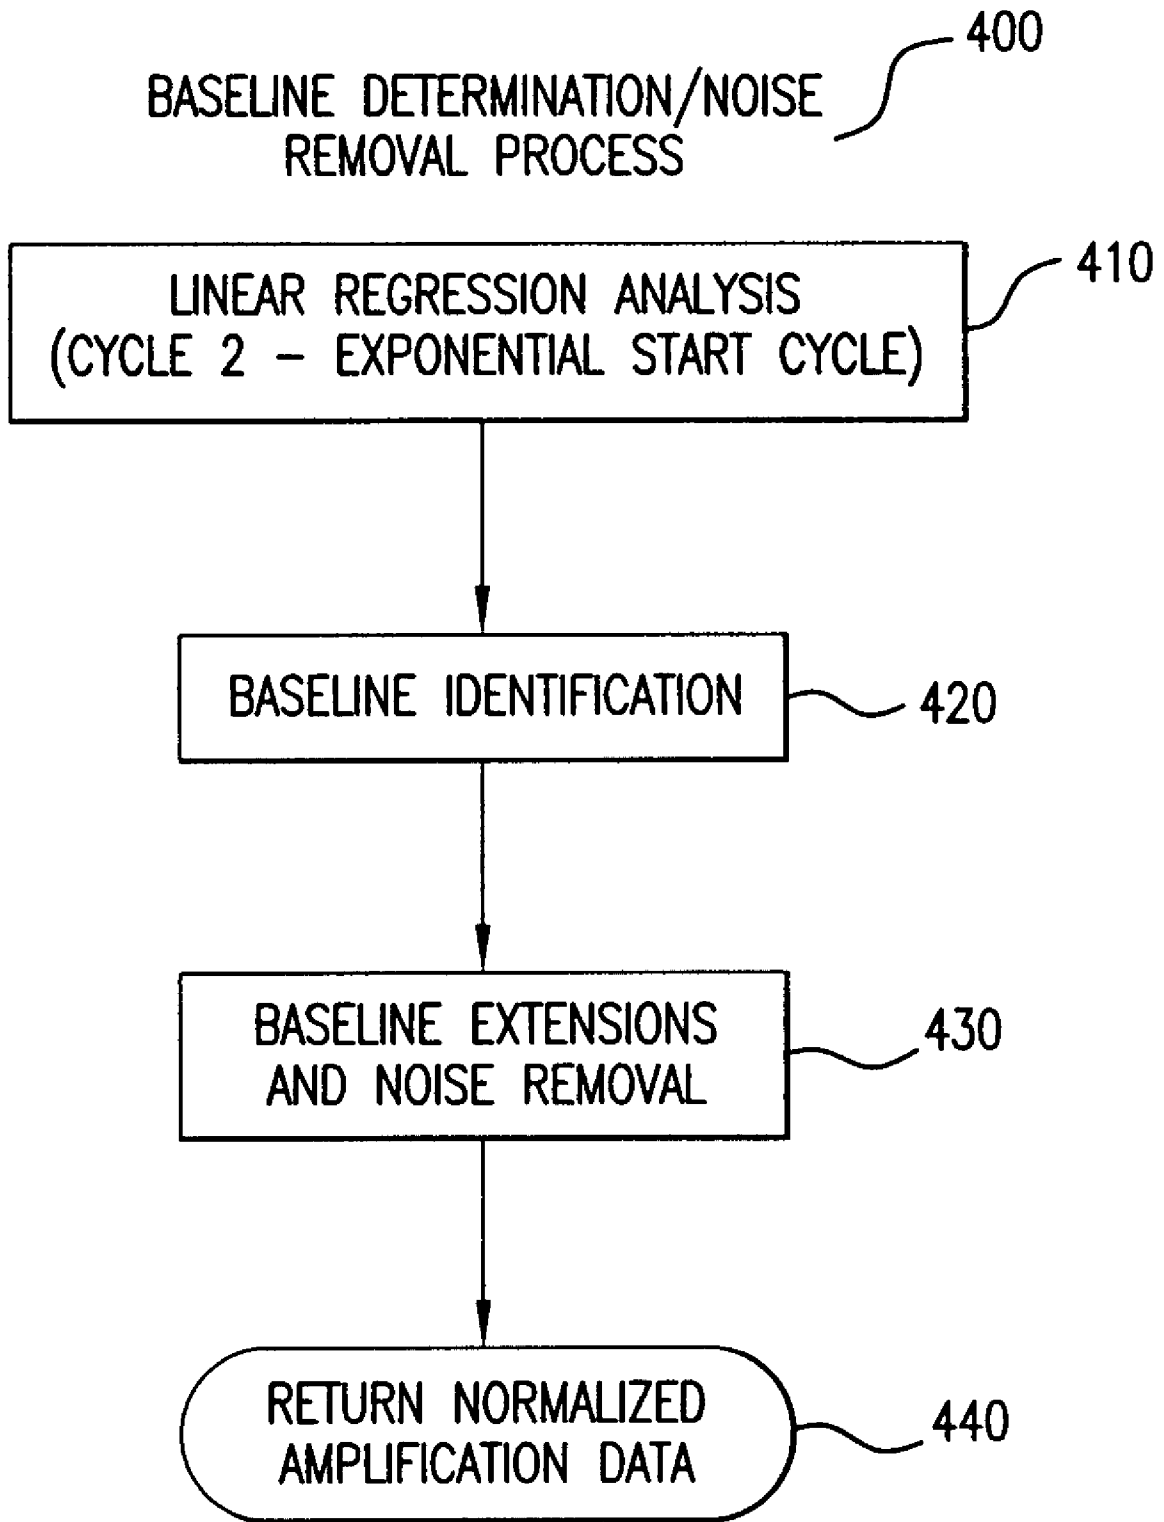 400
BASELINE DETERMINATION/NOISE
REMOVAL PROCESS
LINEAR REGRESSION ANALYSIS
(CYCLE 2 – EXPONENTIAL START CYCLE)
410
BASELINE IDENTIFICATION
420
BASELINE EXTENSIONS
AND NOISE REMOVAL
430
RETURN NORMALIZED
AMPLIFICATION DATA
440